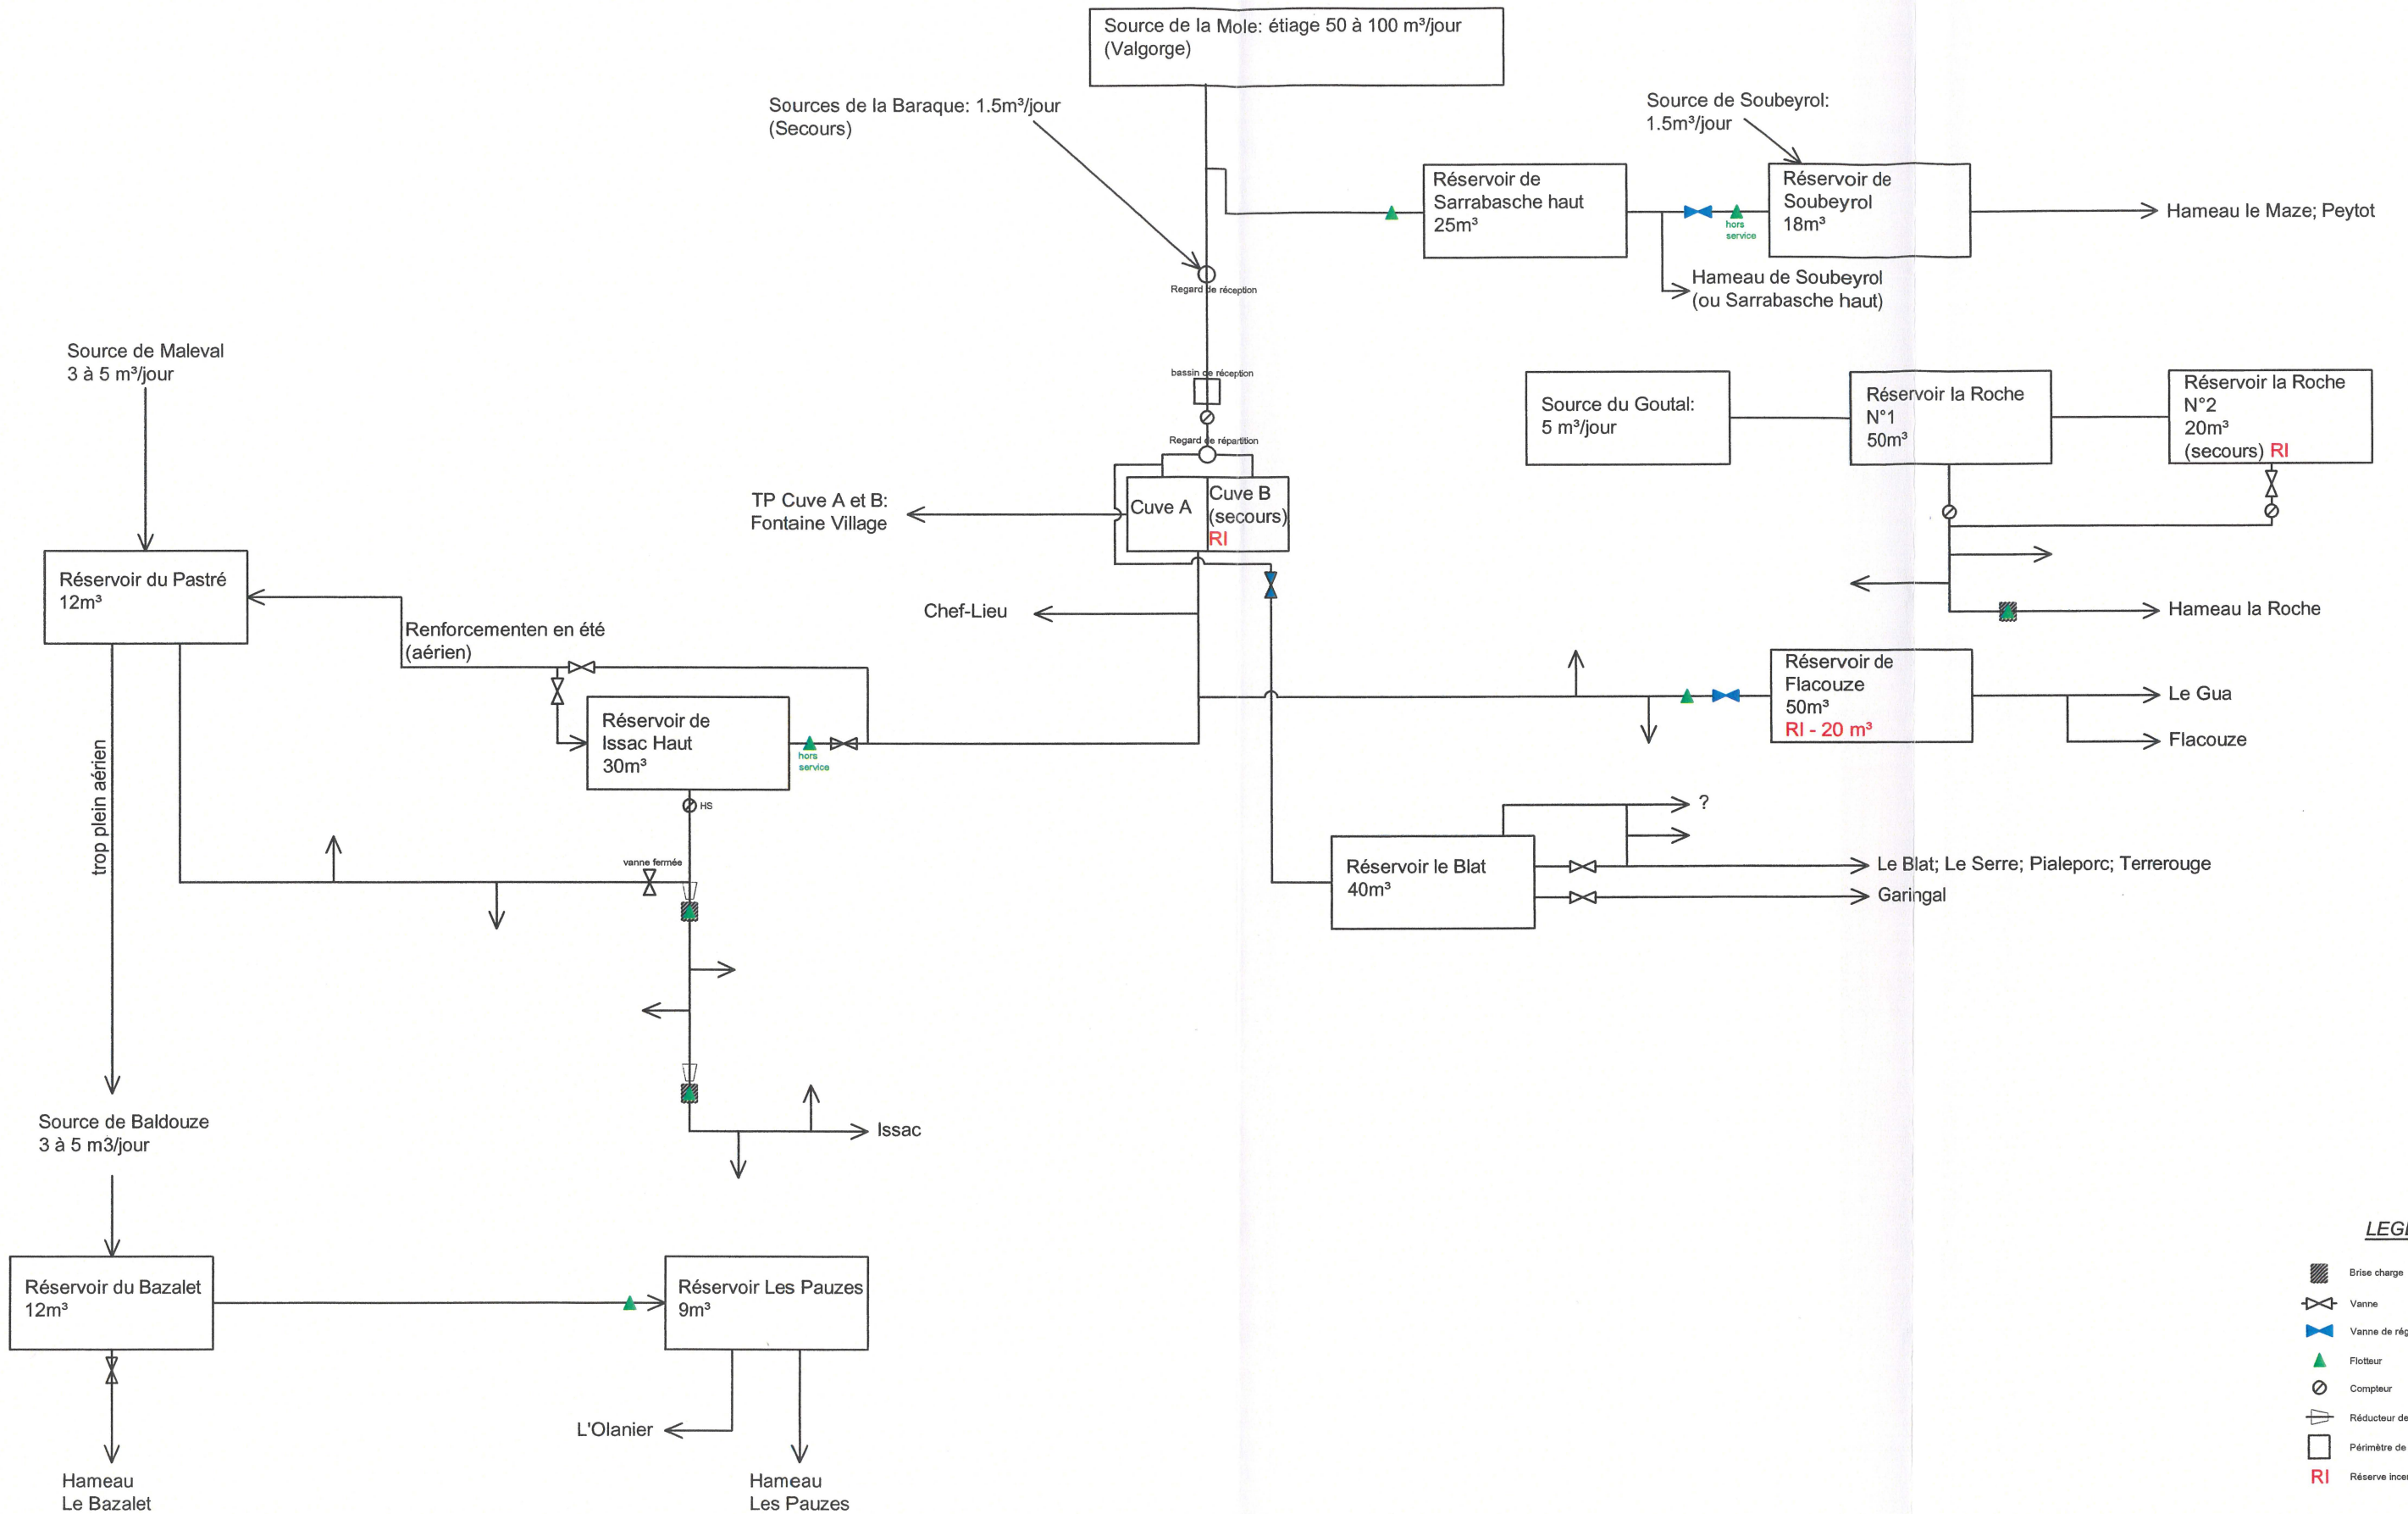 Source de la Mole: étiage 50 à 100 m³/jour
(Valgorge)
Sources de la Baraque: 1.5m³/jour
(Secours)
Source de Soubeyrol:
1.5m³/jour
Réservoir de
Sarrabasche haut
25m³
hors
service
Réservoir de
Soubeyrol
18m³
Hameau le Maze; Peytot
Hameau de Soubeyrol
(ou Sarrabasche haut)
Regard de réception
Source de Maleval
3 à 5 m³/jour
bassin de réception
Regard de répartition
Source du Goutal:
5 m³/jour
Réservoir la Roche
N°1
50m³
Réservoir la Roche
N°2
20m³
(secours) RI
TP Cuve A et B:
Fontaine Village
Cuve A
Cuve B
(secours)
RI
Réservoir du Pastré
12m³
Chef-Lieu
Hameau la Roche
Renforcementen en été
(aérien)
Réservoir de
Issac Haut
30m³
hors
service
Réservoir de
Flacouze
50m³
RI - 20 m³
Le Gua
Flacouze
trop plein aérien
HS
vanne fermée
?
Réservoir le Blat
40m³
Le Blat; Le Serre; Pialeporc; Terrerouge
Garingal
Source de Baldouze
3 à 5 m3/jour
Issac
Réservoir du Bazalet
12m³
Réservoir Les Pauzes
9m³
L'Olanier
Hameau
Le Bazalet
Hameau
Les Pauzes
Brise charge
Vanne
Vanne de
Flotteur
Compteur
Réducteur de
Périmètre de
RI Réserve